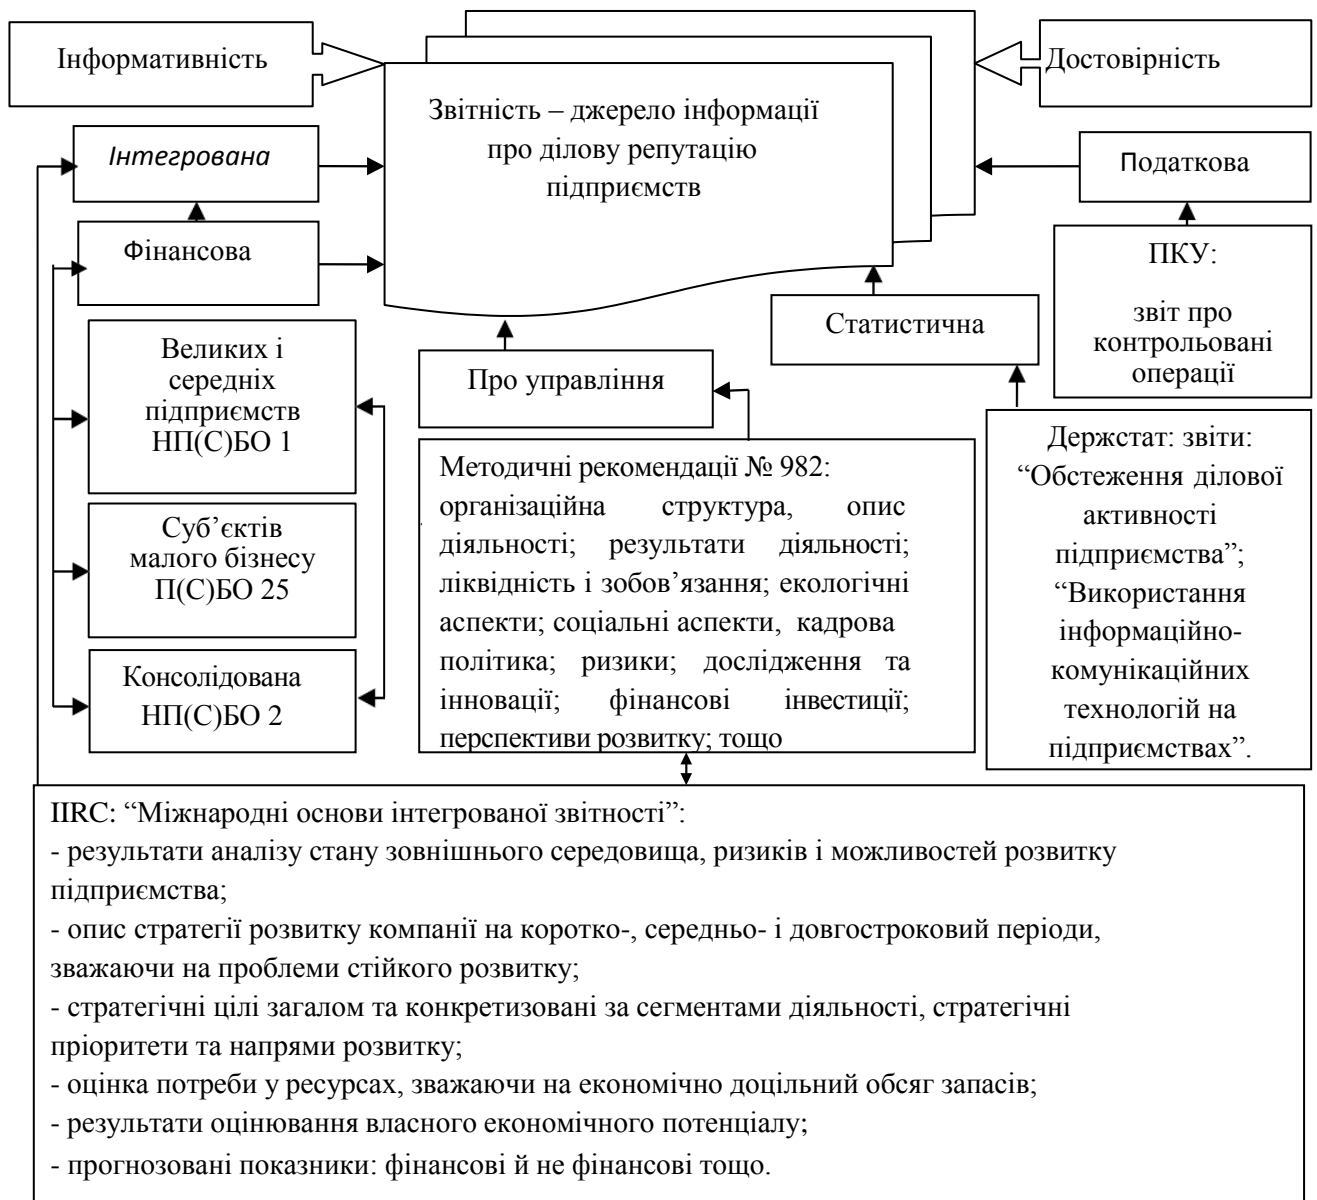 Інформативність
Достовірність
Звітність – джерело інформації
про ділову репутацію
підприємств
Інтегрована
Податкова
Фінансова
ПКУ:
звіт про
контрольовані
операції
Статистична
Великих і
середніх
підприємств
НП(С)БО 1
Про управління
Методичні рекомендації № 982:
організаційна структура, опис
діяльності; результати діяльності;
ліквідність і зобов’язання; екологічні
аспекти; соціальні аспекти, кадрова
політика; ризики; дослідження та
інновації; фінансові інвестиції;
перспективи розвитку; тощо
Держстат: звіти:
“Обстеження ділової
активності
підприємства”;
“Використання
інформаційно-
комунікаційних
технологій на
підприємствах”.
Суб’єктів
малого бізнесу
П(С)БО 25
Консолідована
НП(С)БО 2
IIRC: “Міжнародні основи інтегрованої звітності”:
- результати аналізу стану зовнішнього середовища, ризиків і можливостей розвитку
підприємства;
- опис стратегії розвитку компанії на коротко-, середньо- і довгостроковий періоди,
зважаючи на проблеми стійкого розвитку;
- стратегічні цілі загалом та конкретизовані за сегментами діяльності, стратегічні
пріоритети та напрями розвитку;
- оцінка потреби у ресурсах, зважаючи на економічно доцільний обсяг запасів;
- результати оцінювання власного економічного потенціалу;
- прогнозовані показники: фінансові й не фінансові тощо.